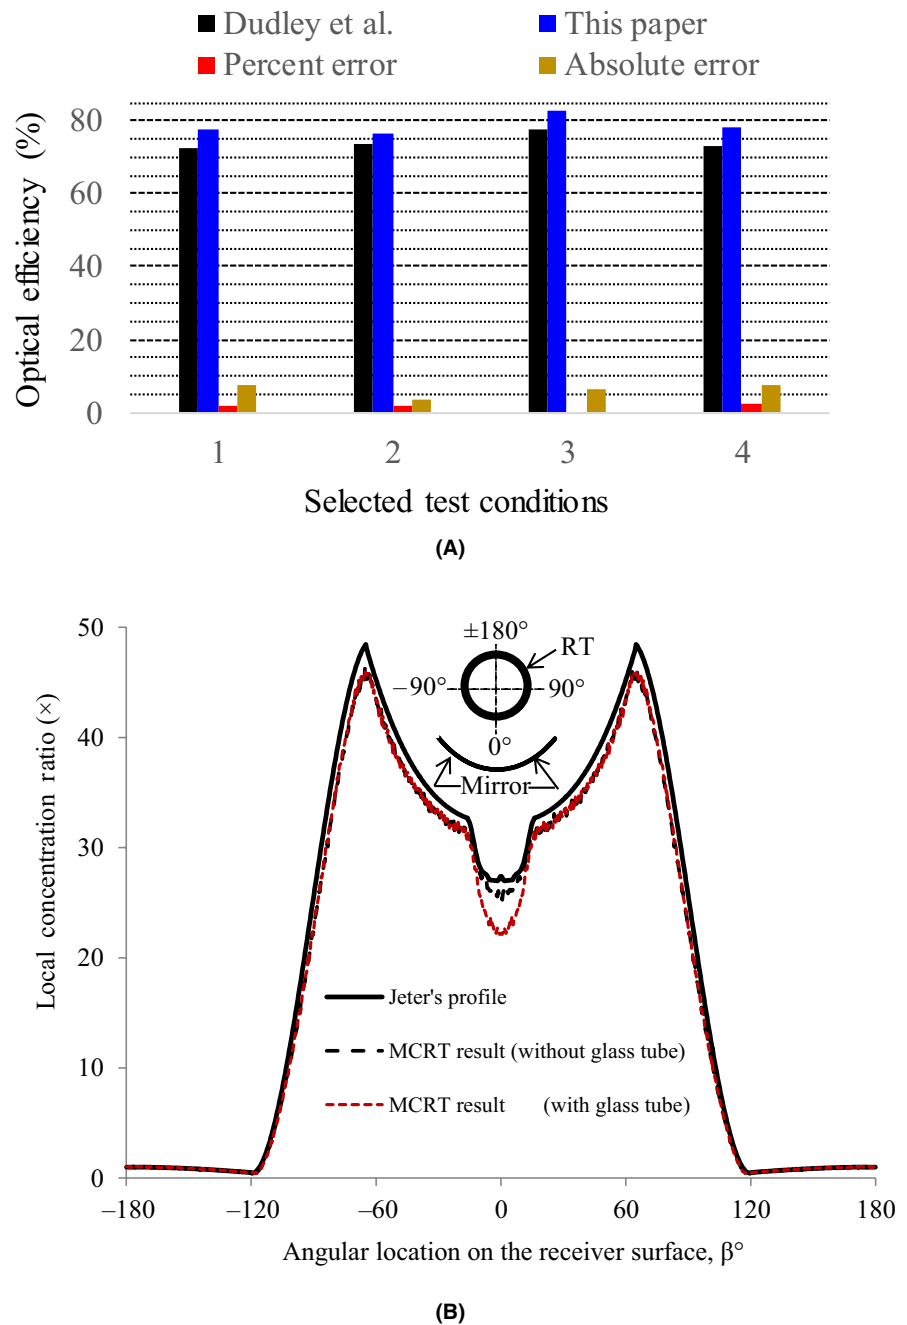 Dudley et al. This paper
Percent error Absolute error
Optical efficiency (%)
80
60
40
20
0
1 2 3 4
Selected test conditions
(A)
Local concentration ratio (×)
50
40
30
20
10
0
±180°
RT
–90° 90°
0°
Mirror
Jeter's profile
MCRT result (without glass tube)
MCRT result (with glass tube)
–180 –120 –60 0 60 120 180
Angular location on the receiver surface, β°
(B)